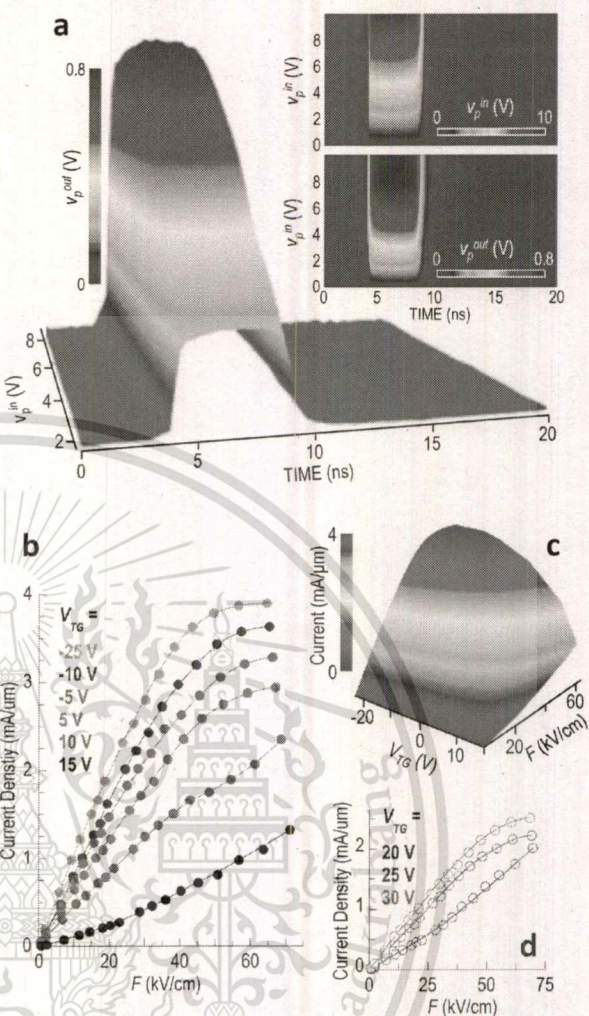 a
0.8
v_p^out (V)
0
8
6
4
2
v_p^in (V)
0
5
10
15
20
TIME (ns)
8
6
4
2
0
v_p^in (V)
v_p^in (V)
0
10
8
6
4
2
0
v_p^in (V)
v_p^out (V)
0
0.8
0
5
10
15
20
TIME (ns)
b
4
3
2
1
0
Current Density (mA/um)
V_TG =
-25 V
-10 V
-5 V
5 V
10 V
15 V
0
20
40
60
F (kV/cm)
c
4
Current (mA/μm)
0
-20
0
10
V_TG (V)
20
60
F (kV/cm)
d
2
1
0
Current Density (mA/um)
V_TG =
20 V
25 V
30 V
0
25
50
75
F (kV/cm)